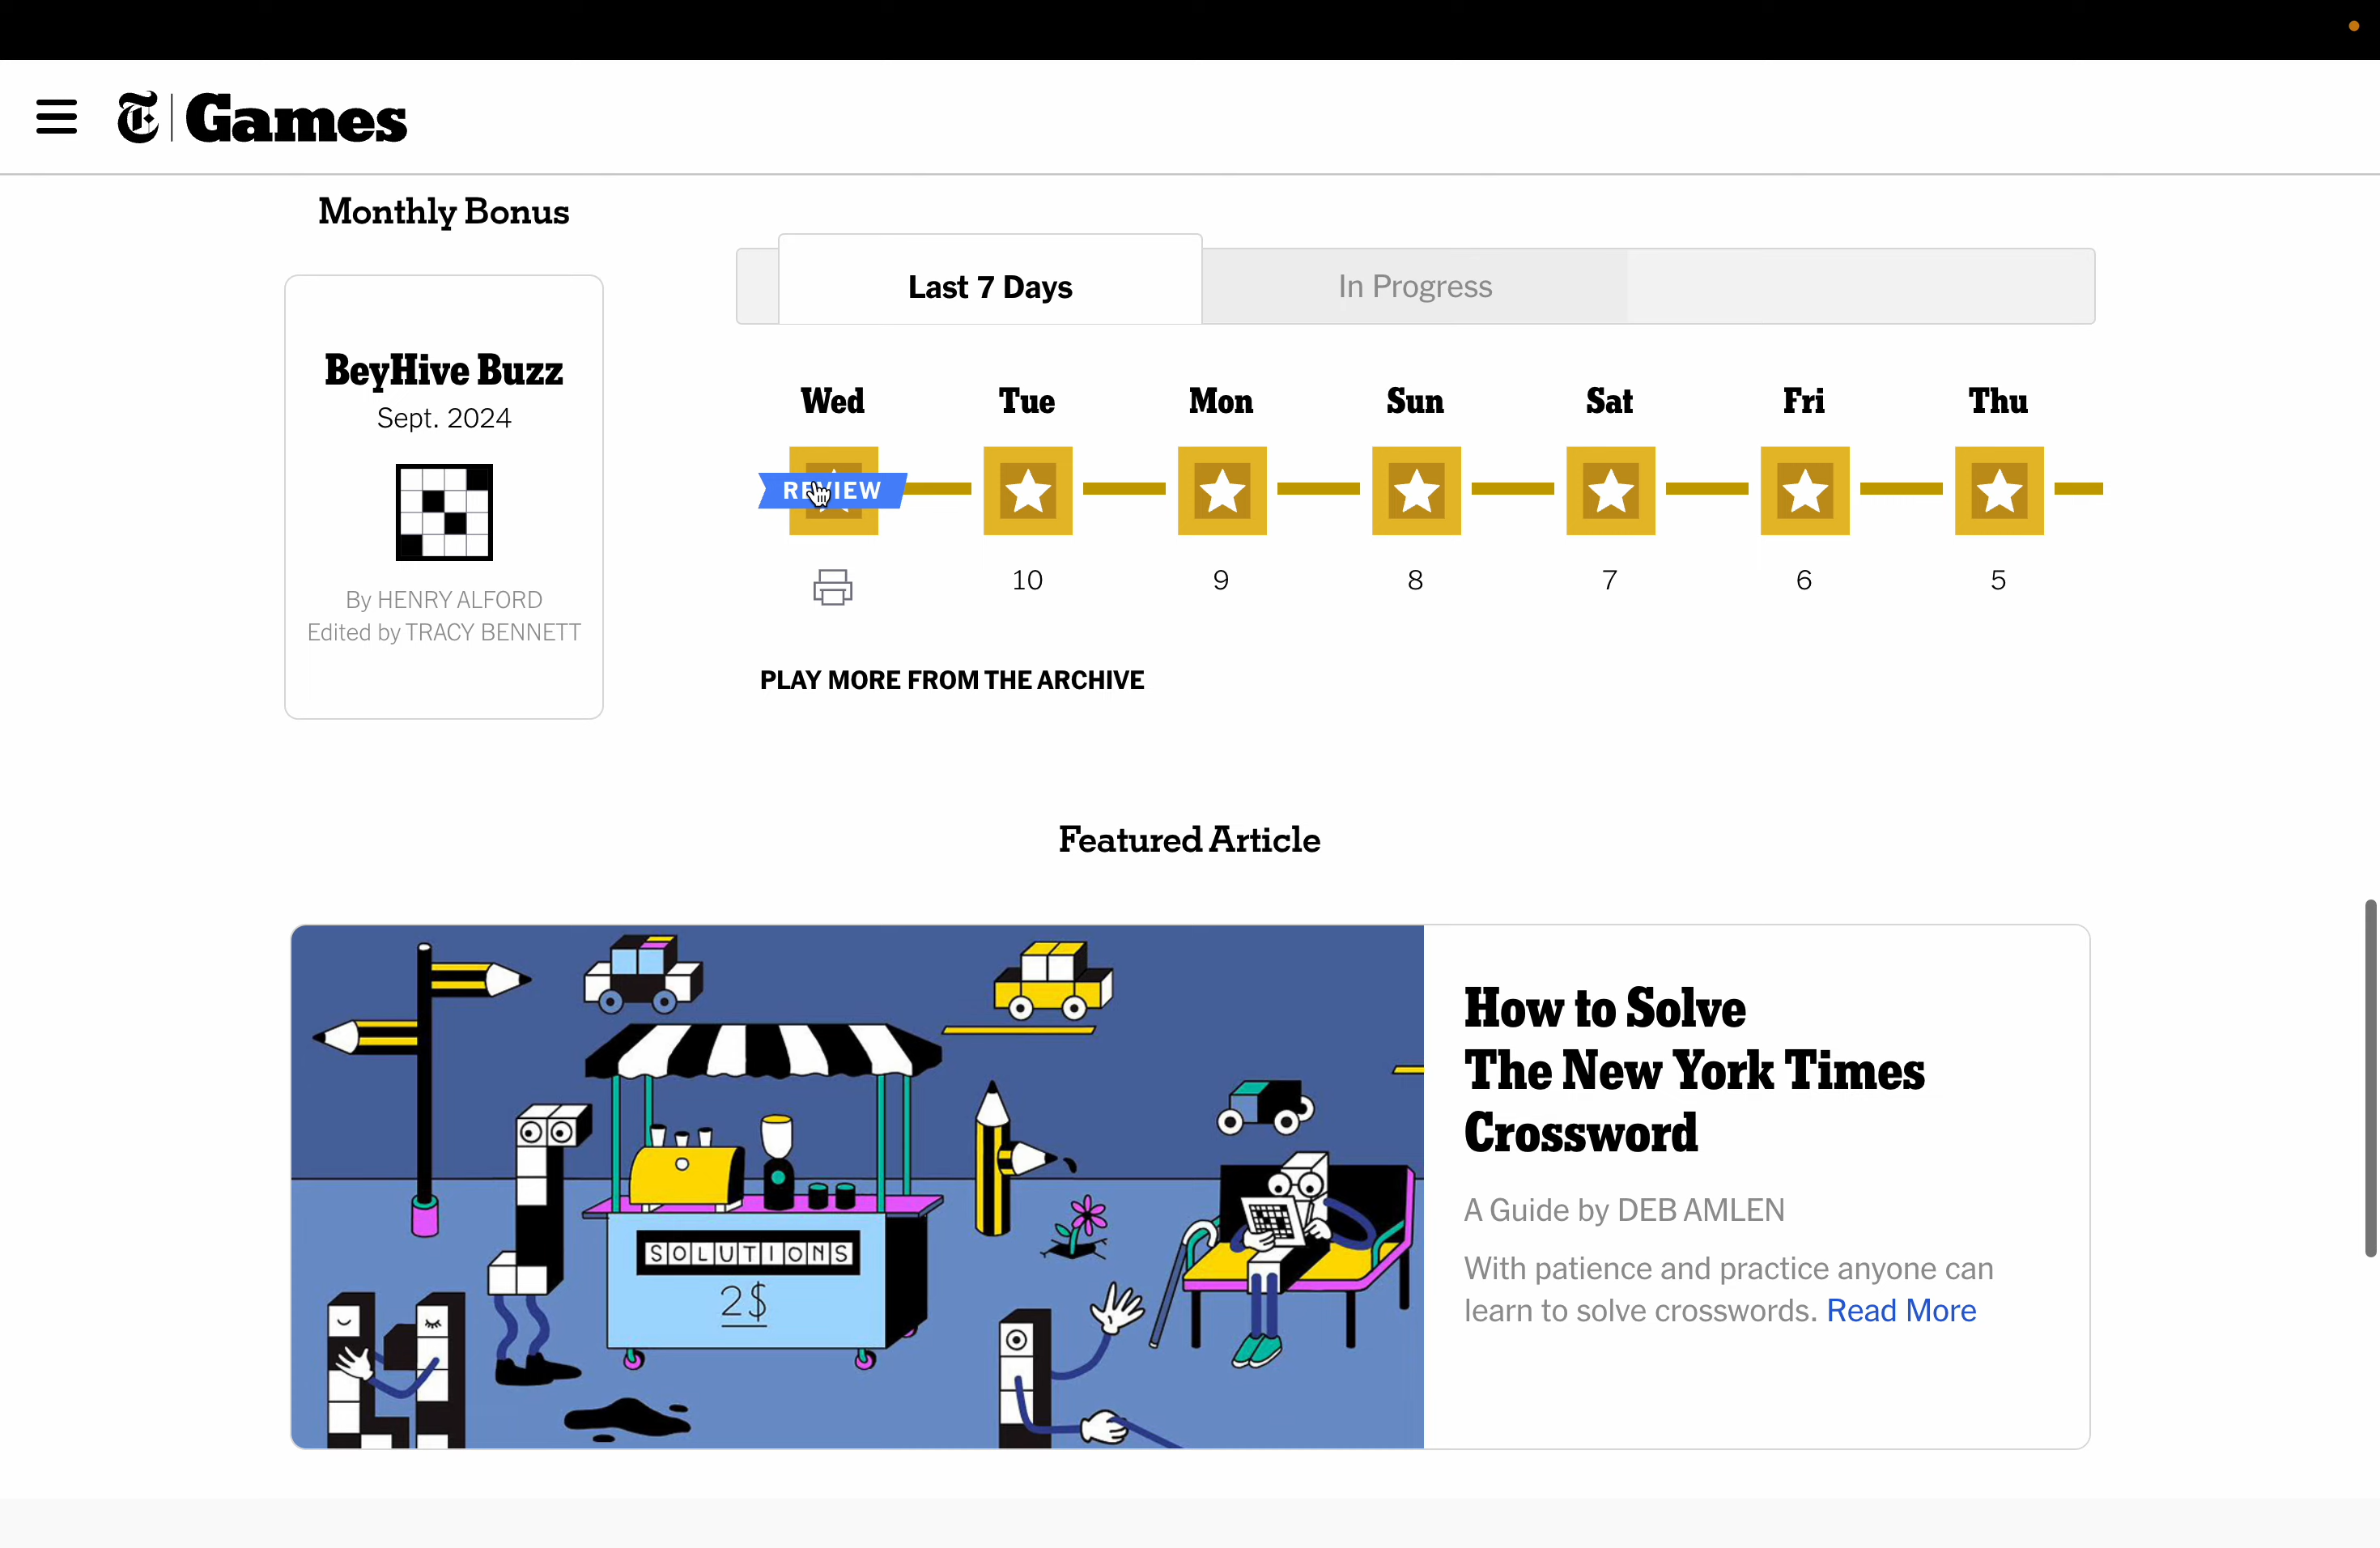 T Games
Monthly Bonus
BeyHive Buzz
Sept. 2024
By HENRY ALFORD
Edited by TRACY BENNETT
Last 7 Days
In Progress
Wed Tue Mon Sun Sat Fri Thu
REVIEW
10 9 8 7 6 5
PLAY MORE FROM THE ARCHIVE
Featured Article
SOLUTIONS
2$
How to Solve
The New York Times
Crossword
A Guide by DEB AMLEN
With patience and practice anyone can
learn to solve crosswords. Read More